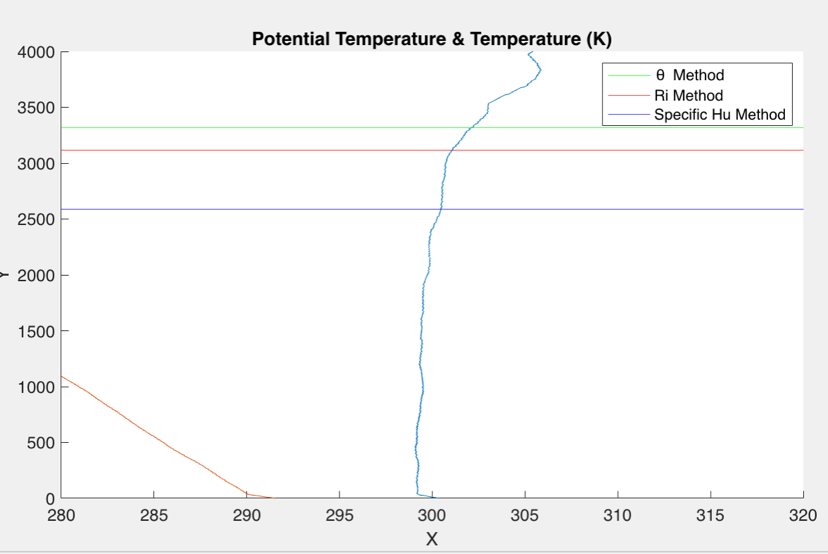 Potential Temperature & Temperature (K)
4000
3500
3000
2500
2000
1500
1000
500
0
θ Method
Ri Method
Specific Hu Method
280 285 290 295 300 305 310 315 320
X